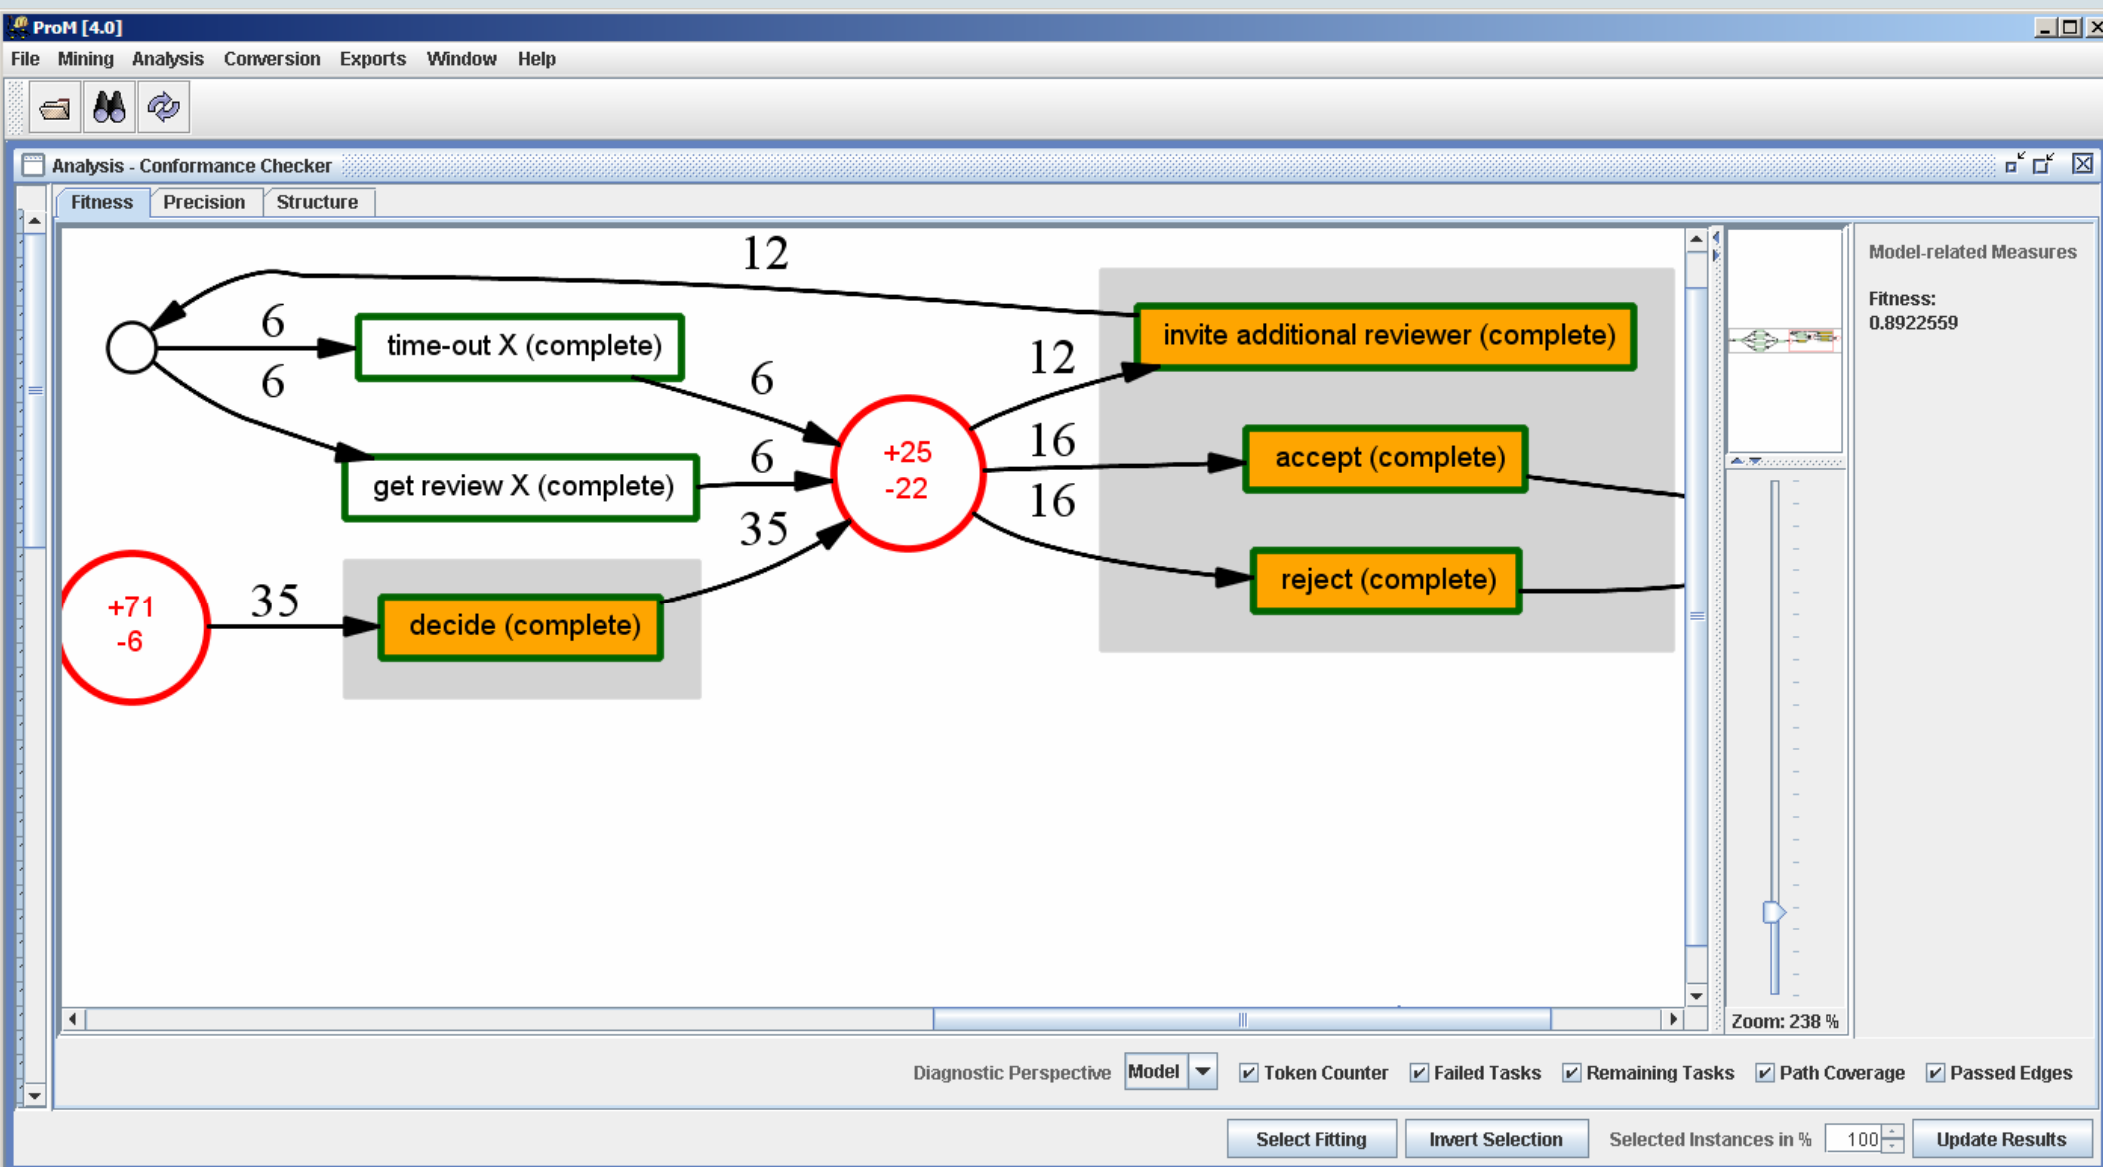 ProM [4.0]
File Mining Analysis Conversion Exports Window Help
Analysis - Conformance Checker
Fitness Precision Structure
12
6
time-out X (complete)
6
6
get review X (complete)
6
35
+71
-6
35
decide (complete)
+25
-22
12
invite additional reviewer (complete)
16
accept (complete)
16
reject (complete)
Model-related Measures
Fitness:
0.8922559
Zoom: 238 %
Diagnostic Perspective Model Token Counter Failed Tasks Remaining Tasks Path Coverage Passed Edges
Select Fitting Invert Selection Selected Instances in % 100 Update Results